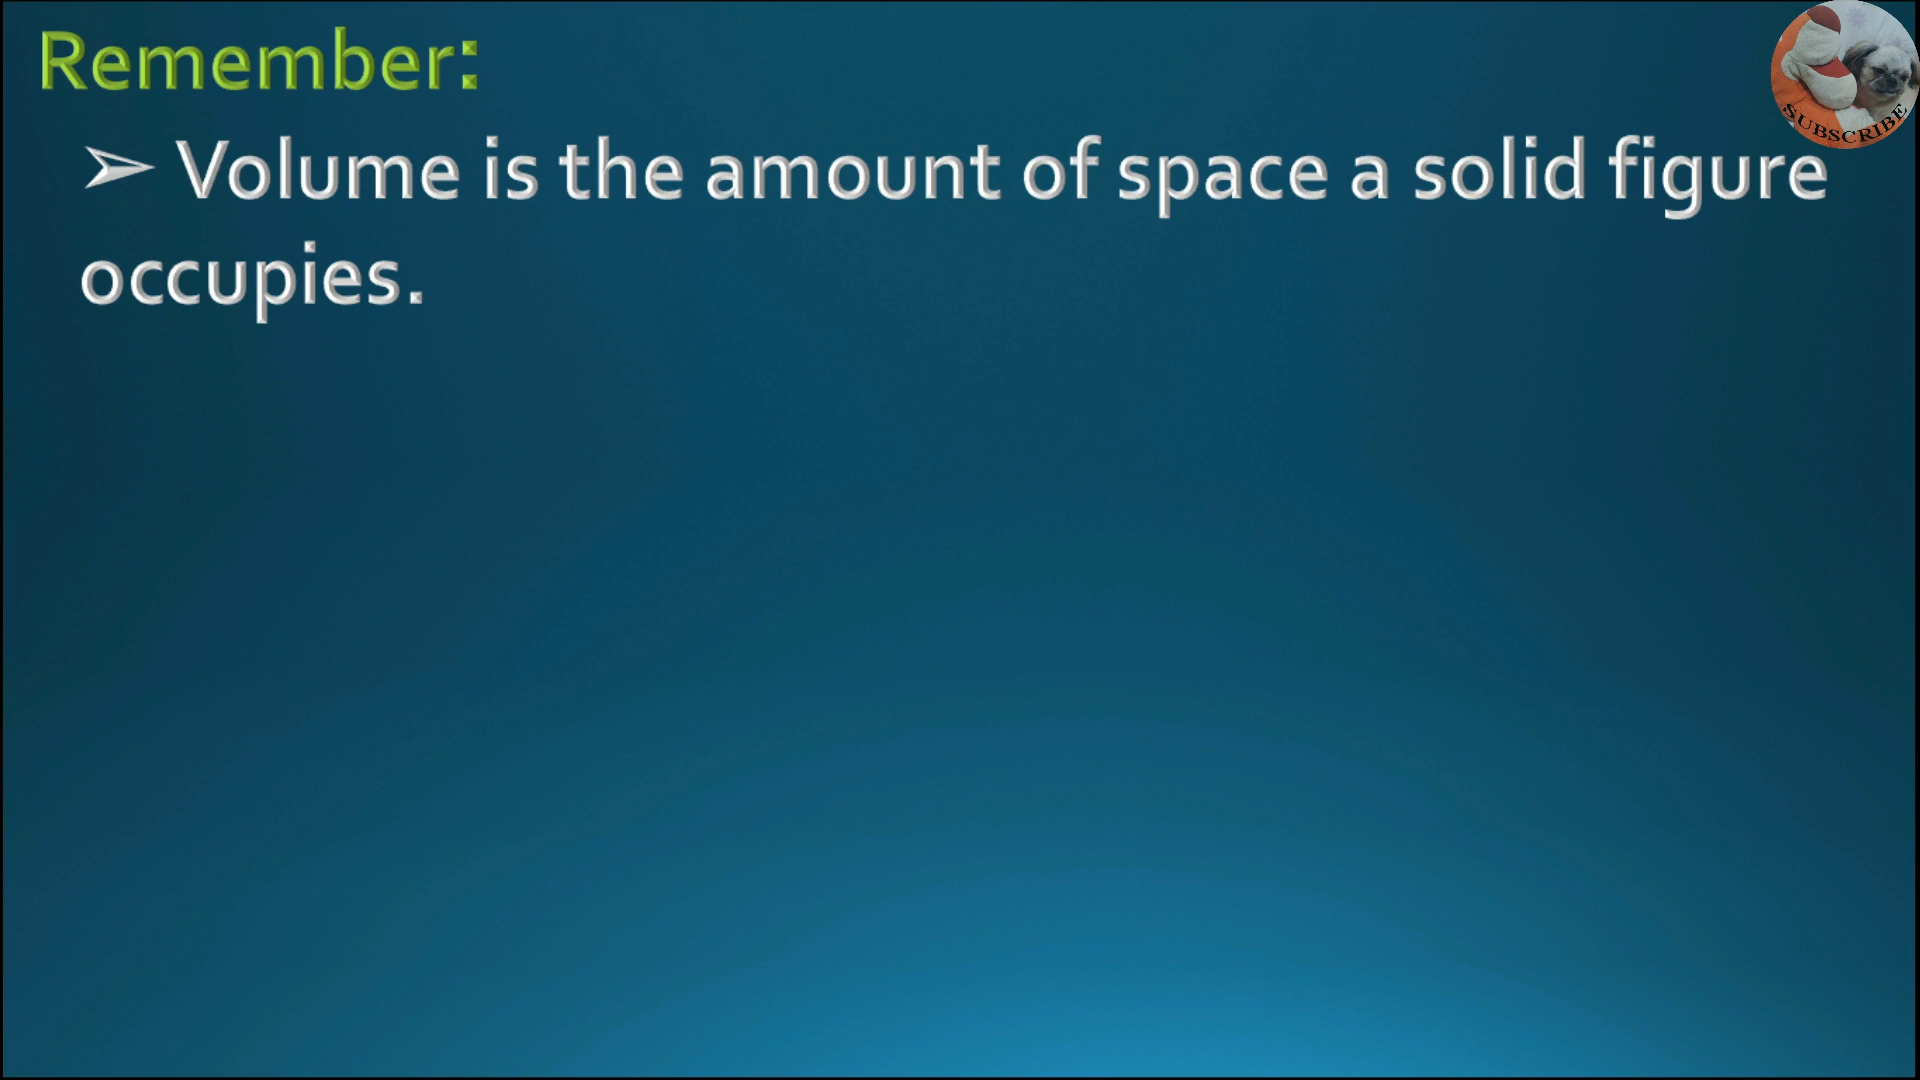 Remember:
➢ Volume is the amount of space a solid figure
occupies.
SUBSCRIBE